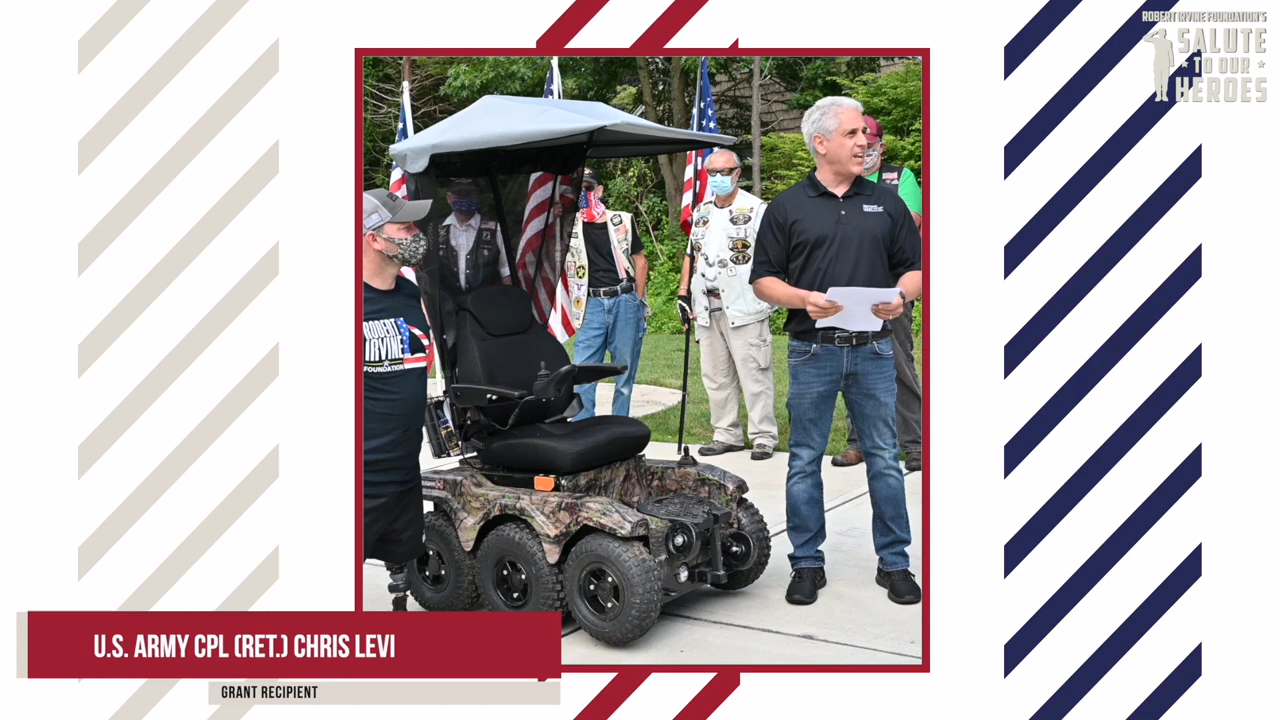 ROBERT IRVINE FOUNDATION'S
SALUTE
TO OUR
HEROES
ROBERT
IRVINE
FOUNDATION
U.S. ARMY CPL (RET.) CHRIS LEVI
GRANT RECIPIENT